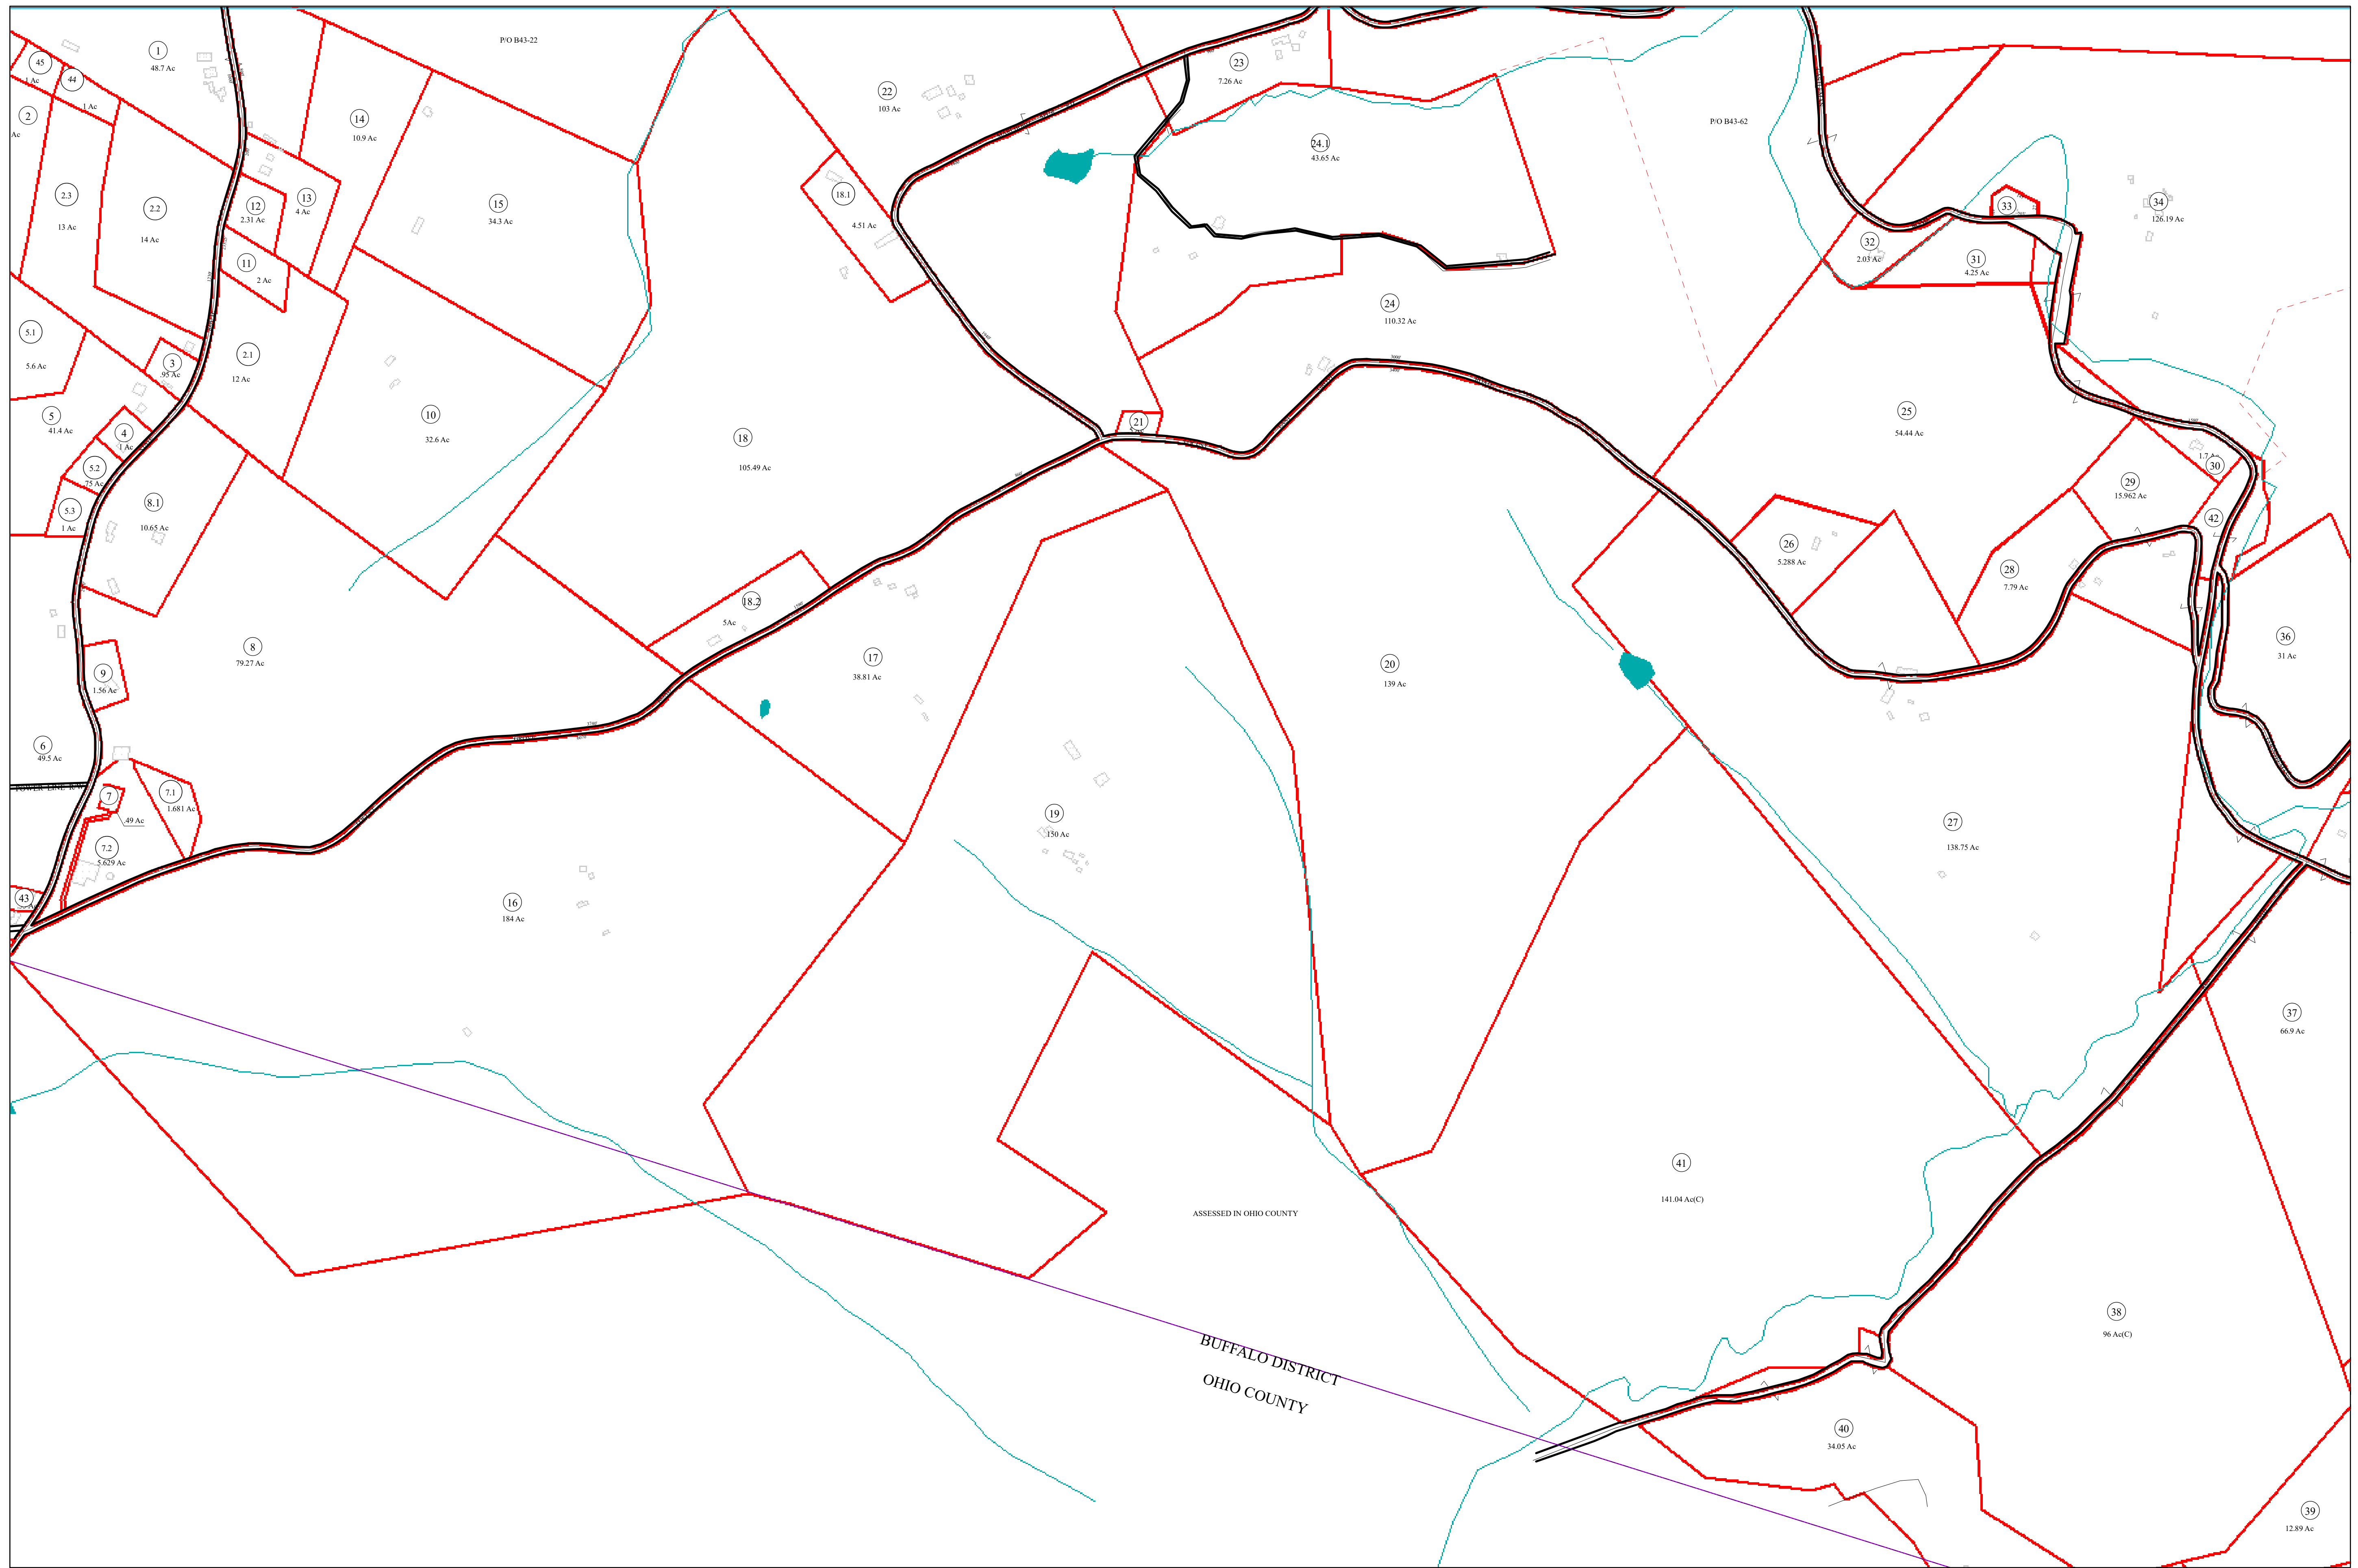 P/O B43-22
1
48.7 Ac
45
1 Ac
44
1 Ac
2
Ac
14
10.9 Ac
22
103 Ac
23
7.26 Ac
24.1
43.65 Ac
P/O B43-62
2.3
13 Ac
2.2
14 Ac
12
2.31 Ac
13
4 Ac
15
34.3 Ac
18.1
4.51 Ac
33
34
126.19 Ac
32
2.03 Ac
31
4.25 Ac
11
2 Ac
24
110.32 Ac
5.1
5.6 Ac
3
.95 Ac
2.1
12 Ac
5
41.4 Ac
4
1 Ac
10
32.6 Ac
18
105.49 Ac
21
25
54.44 Ac
5.2
.75 Ac
5.3
1 Ac
8.1
10.65 Ac
1.7 Ac
30
29
15.962 Ac
42
26
5.288 Ac
28
7.79 Ac
18.2
5Ac
8
79.27 Ac
9
1.56 Ac
17
38.81 Ac
20
139 Ac
36
31 Ac
6
49.5 Ac
POWER LINE R/W
7
.49 Ac
7.1
1.681 Ac
7.2
5.629 Ac
19
150 Ac
27
138.75 Ac
43
16
184 Ac
37
66.9 Ac
41
141.04 Ac(C)
ASSESSED IN OHIO COUNTY
BUFFALO DISTRICT
OHIO COUNTY
38
96 Ac(C)
40
34.05 Ac
39
12.89 Ac